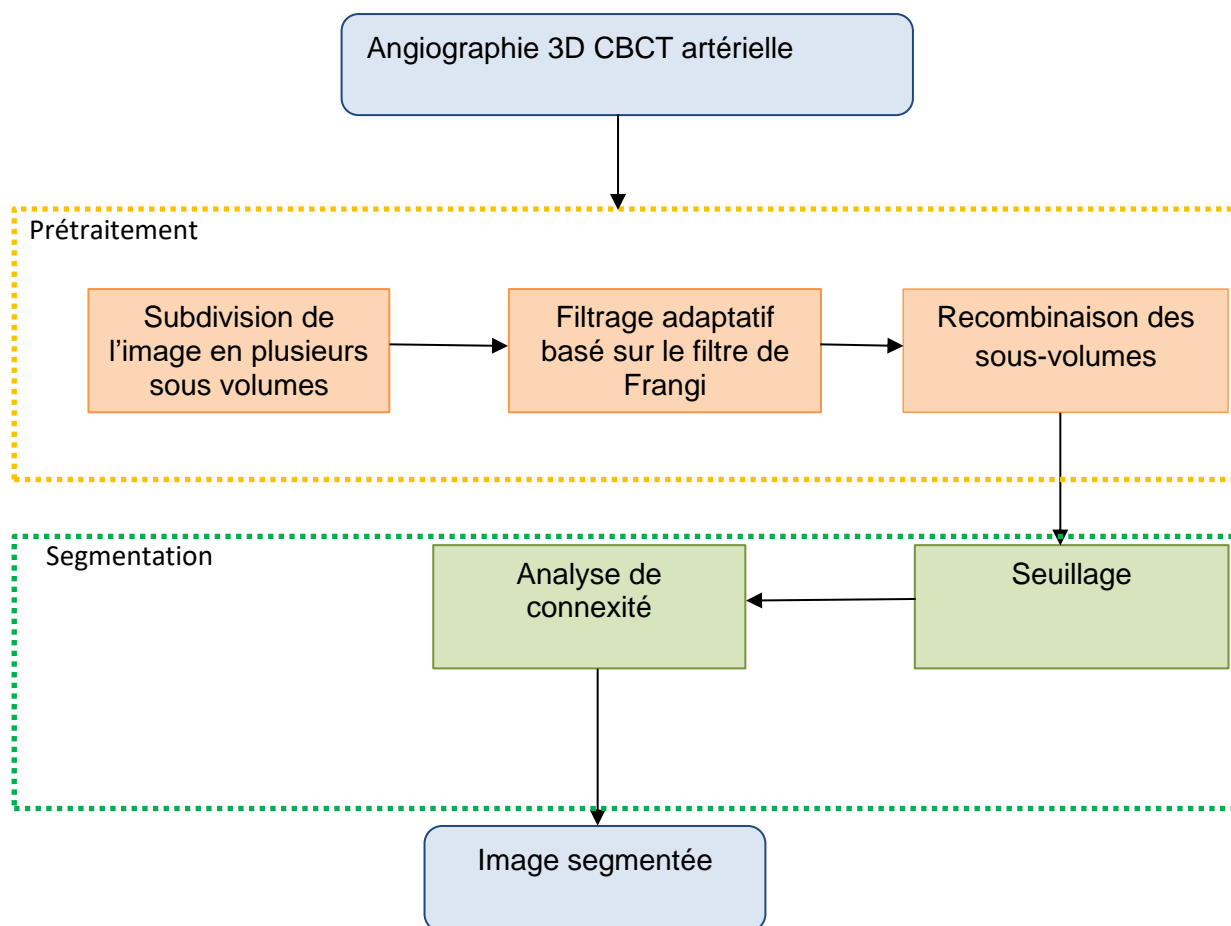 Angiographie 3D CBCT artérielle
Prétraitement
Subdivision de
l’image en plusieurs
sous volumes
Filtrage adaptatif
basé sur le filtre de
Frangi
Recombinaison des
sous-volumes
Segmentation
Seuillage
Analyse de
connexité
Image segmentée